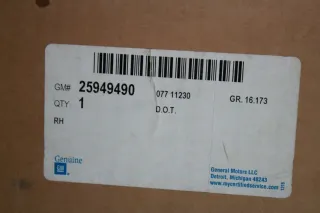 GM# 25949490 077 11230 GR. 16.173
QTY 1 D.O.T.
RH
Genuine
GM
General Motors LLC
Detroit, Michigan 48243
www.mycertifiedservice.com